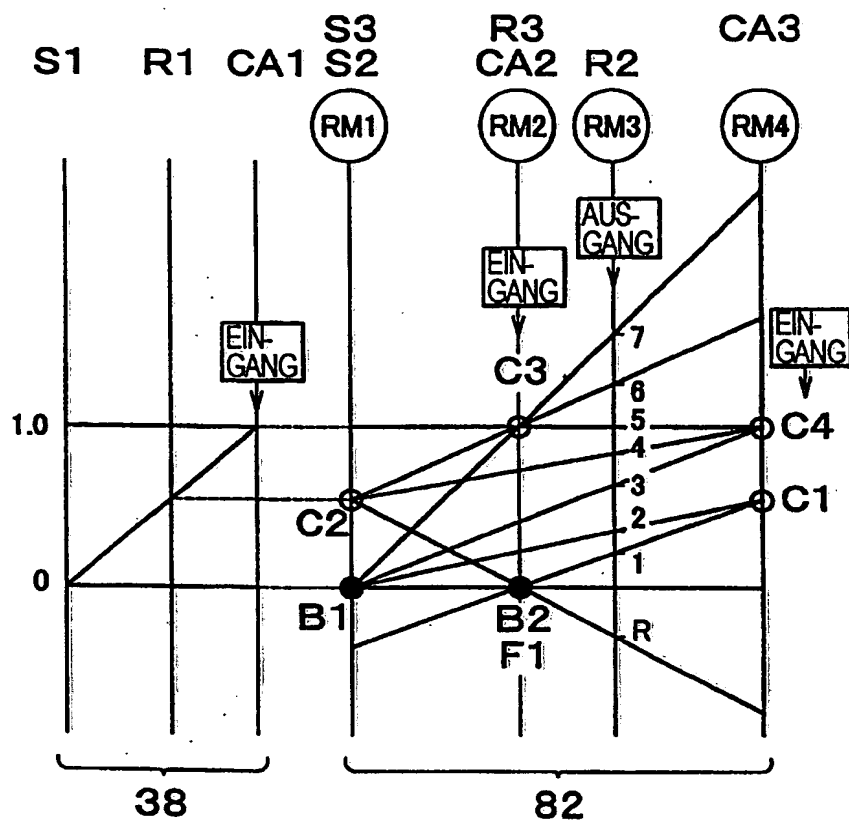 S3 R3 CA3
S1 R1 CA1 S2 CA2 R2
RM1 RM2 RM3 RM4
AUS-
GANG
EIN-
GANG
EIN-
GANG
EIN-
GANG
7
C3
6
1.0
5
C4
4
3
C2
2
C1
1
0
B1
B2
R
F1
38
82